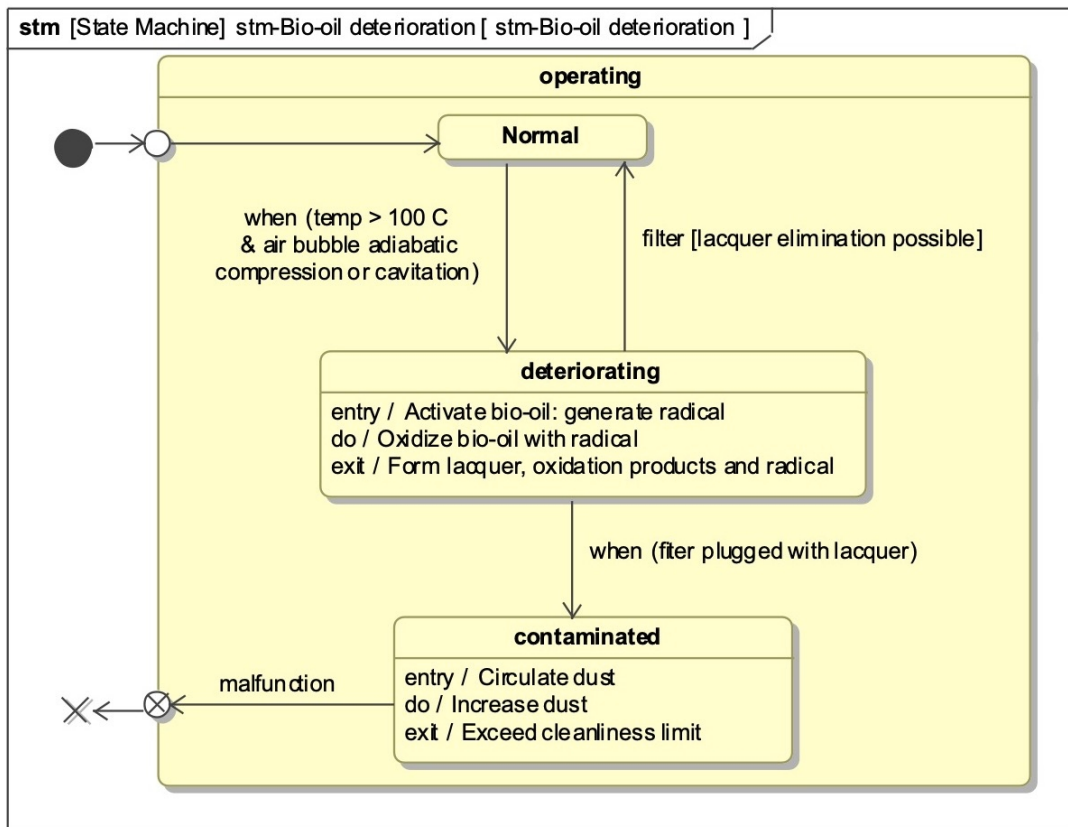 stm [State Machine] stm-Bio-oil deterioration [ stm-Bio-oil deterioration ]
operating
Normal
when (temp > 100 C
& air bubble adiabatic
compression or cavitation)
filter [lacquer elimination possible]
deteriorating
entry / Activate bio-oil: generate radical
do / Oxidize bio-oil with radical
exit / Form lacquer, oxidation products and radical
when (fiter plugged with lacquer)
contaminated
entry / Circulate dust
do / Increase dust
exit / Exceed cleanliness limit
malfunction